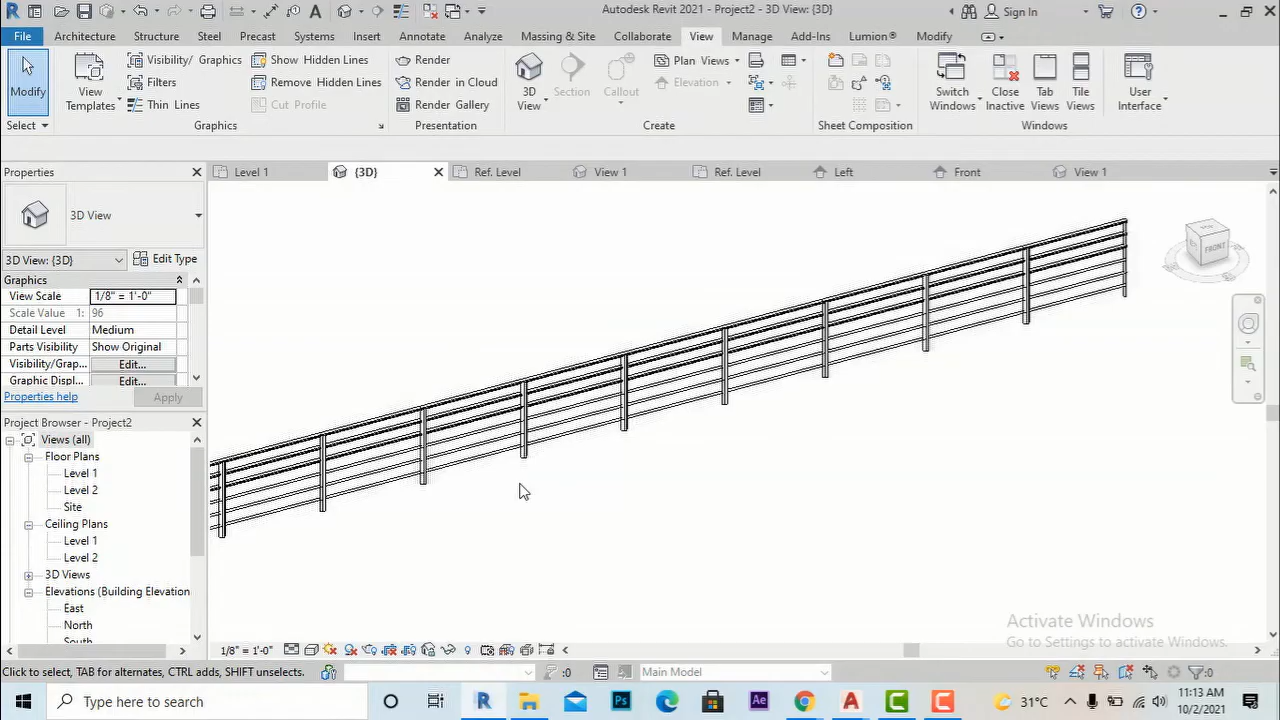 Autodesk Revit 2021 - Project2 - 3D View: {3D}
Sign In
File Architecture Structure Steel Precast Systems Insert Annotate Analyze Massing & Site Collaborate View Manage Add-Ins Lumion® Modify
Modify
Select
View
Templates
Visibility/ Graphics
Filters
Thin Lines
Show Hidden Lines
Remove Hidden Lines
Cut Profile
Graphics
Render
Render in Cloud
Render Gallery
Presentation
3D
View
Section
Callout
Plan Views
Elevation
Create
Sheet Composition
Switch
Windows
Close
Inactive
Tab
Views
Tile
Views
Windows
User
Interface
Properties
Level 1
{3D}
Ref. Level
View 1
Ref. Level
Left
Front
View 1
3D View
3D View: {3D}
Edit Type
Graphics
View Scale 1/8" = 1'-0"
Scale Value 1: 96
Detail Level Medium
Parts Visibility Show Original
Visibility/Grap... Edit...
Graphic Displ... Edit...
Properties help
Apply
Project Browser - Project2
Views (all)
Floor Plans
Level 1
Level 2
Site
Ceiling Plans
Level 1
Level 2
3D Views
Elevations (Building Elevation
East
North
South
FRONT
Activate Windows
Go to Settings to activate Windows.
1/8" = 1'-0"
Click to select, TAB for alternates, CTRL adds, SHIFT unselects.
:0
Main Model
:0
Type here to search
31°C
11:13 AM
10/2/2021